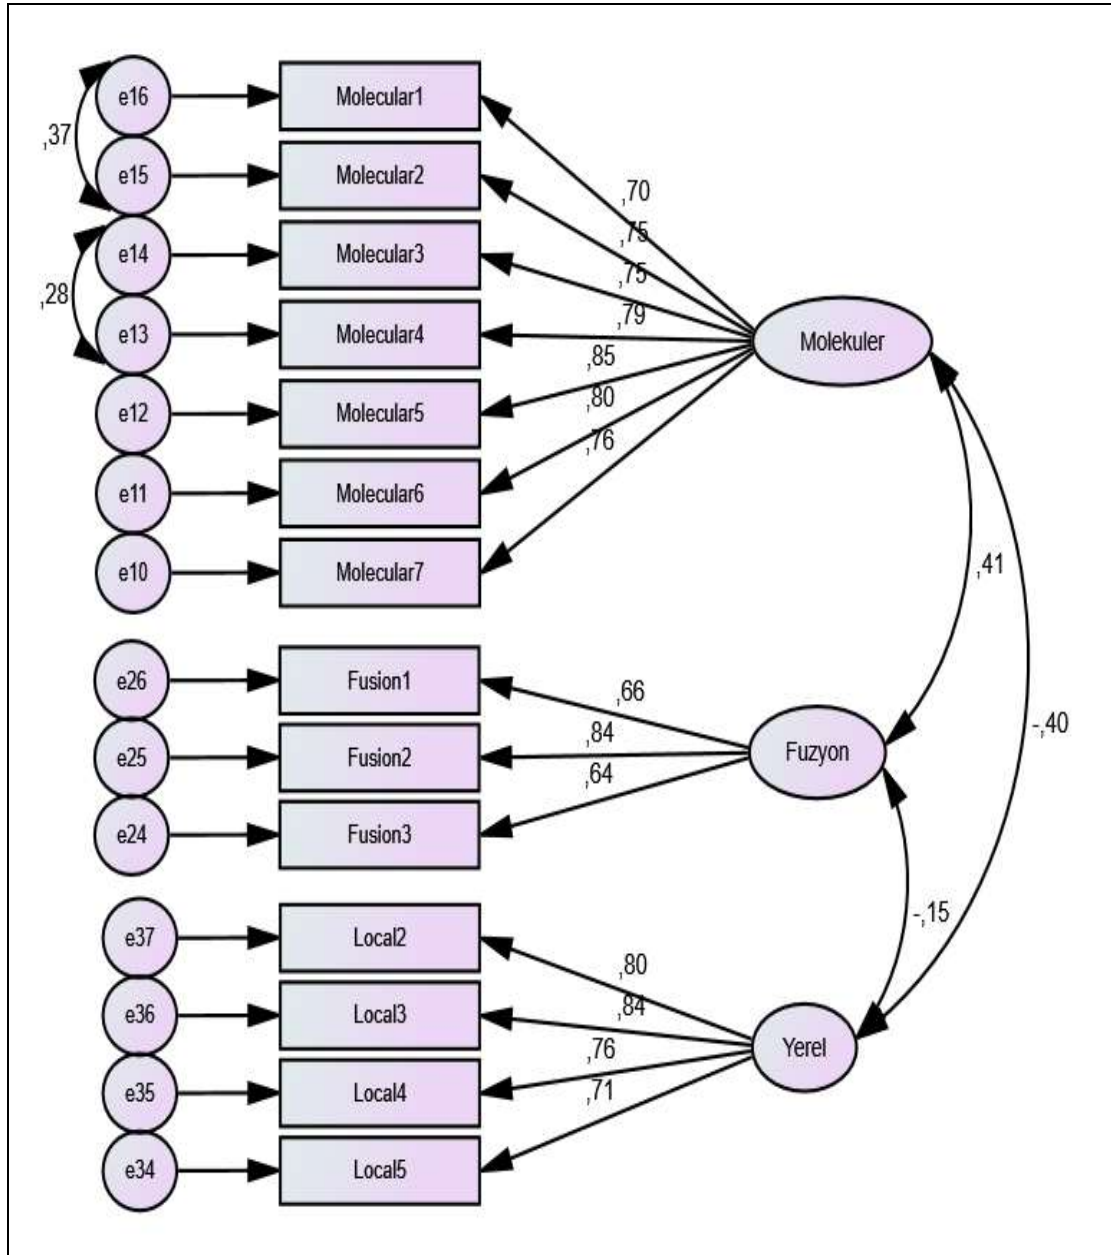 e16
Molecular1
,37
e15
Molecular2
,70
,75
e14
Molecular3
,75
,28
,79
e13
Molecular4
Molekuler
,85
e12
Molecular5
,80
,76
e11
Molecular6
e10
Molecular7
,41
e26
Fusion1
,66
,84
-,40
e25
Fusion2
Fuzyon
,64
e24
Fusion3
-,15
e37
Local2
,80
,84
e36
Local3
,76
Yerel
,71
e35
Local4
e34
Local5